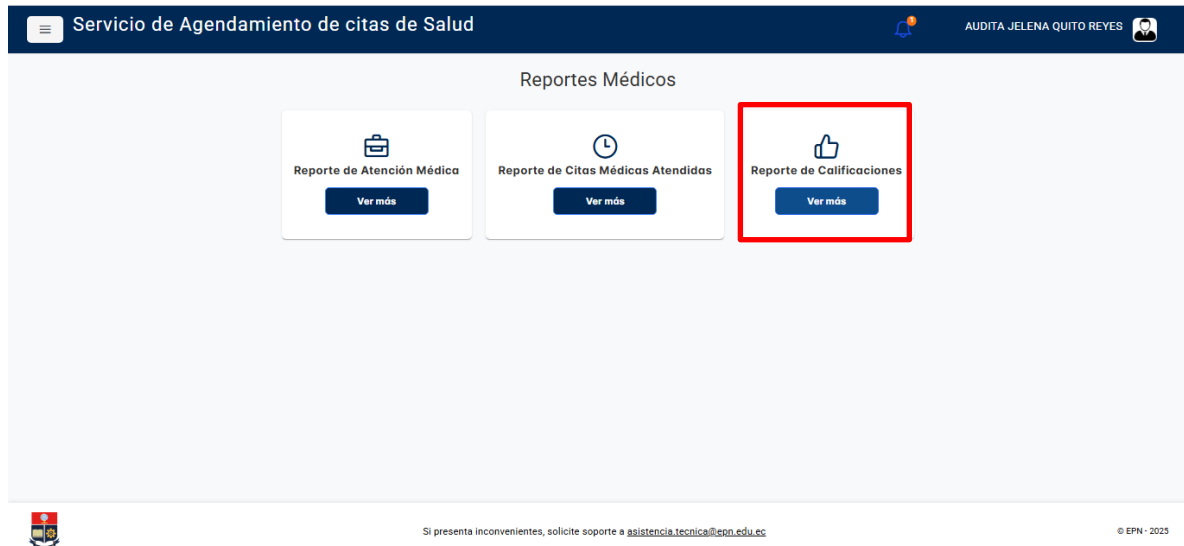 Servicio de Agendamiento de citas de Salud
1
AUDITA JELENA QUITO REYES
Reportes Médicos
Reporte de Atención Médica
Ver más
Reporte de Citas Médicas Atendidas
Ver más
Reporte de Calificaciones
Ver más
Si presenta inconvenientes, solicite soporte a asistencia.tecnica@epn.edu.ec
© EPN - 2025